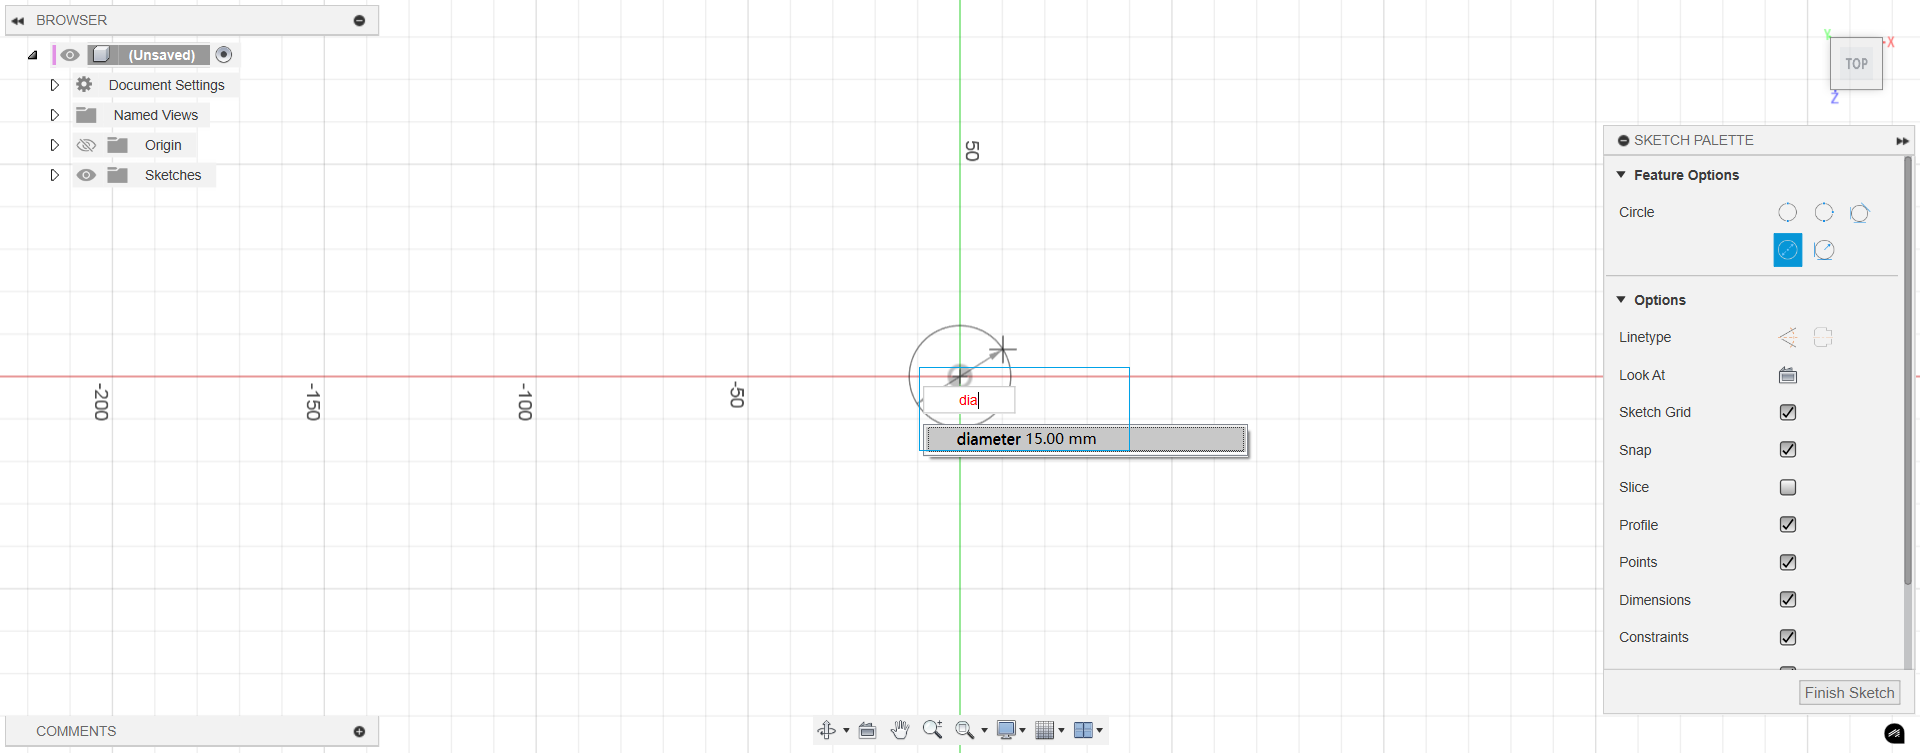 BROWSER
(Unsaved)
Document Settings
Named Views
Origin
Sketches
50
-200
-150
-100
-50
dia
diameter 15.00 mm
Y
X
TOP
Z
SKETCH PALETTE
Feature Options
Circle
Options
Linetype
Look At
Sketch Grid
Snap
Slice
Profile
Points
Dimensions
Constraints
Finish Sketch
COMMENTS